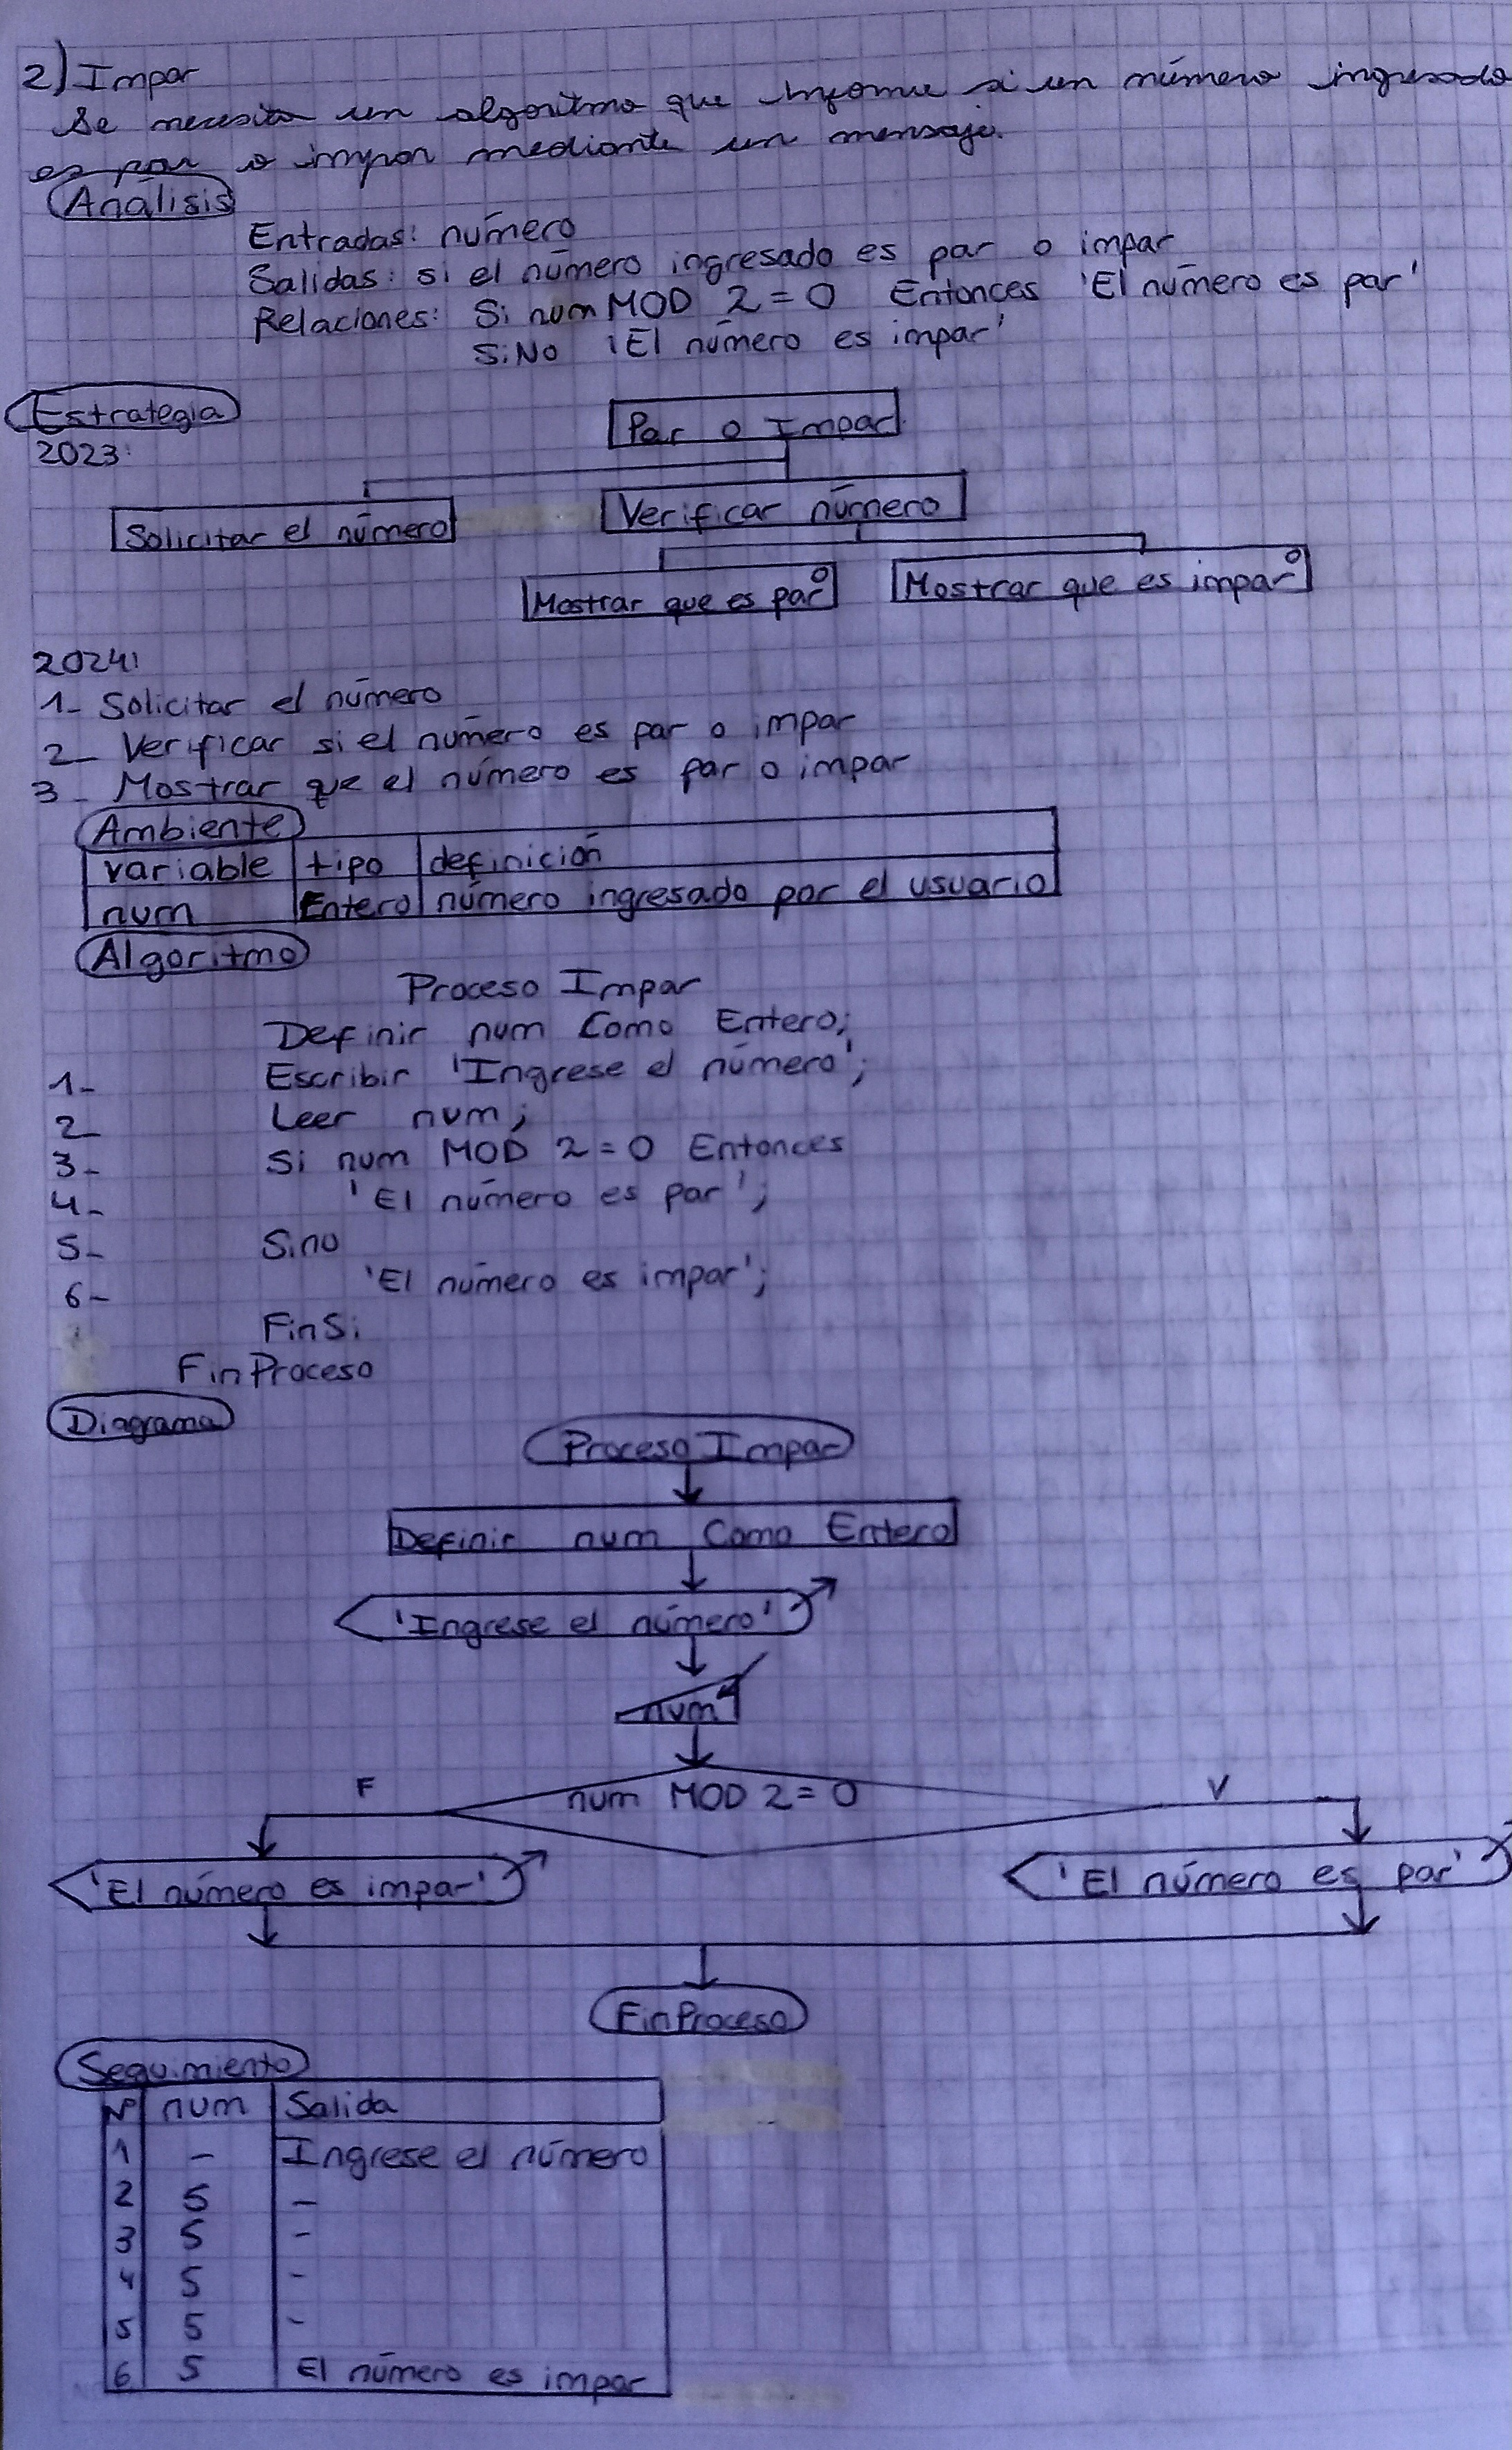 2) Impar
Se necesita un algoritmo que informe si un número ingresado
es par o impar mediante un mensaje.
Análisis
Entradas: número
Salidas: si el número ingresado es par o impar
Relaciones: Si num MOD 2 = 0 Entonces 'El número es par'
SiNo 'El número es impar'
Estrategia
2023:
Par o Impar
Solicitar el número
Verificar número
Mostrar que es par o
Mostrar que es impar o
2024:
1- Solicitar el número
2- Verificar si el número es par o impar
3- Mostrar que el número es par o impar
Ambiente
variable tipo definición
num Entero número ingresado por el usuario
Algoritmo
Proceso Impar
Definir num Como Entero;
1- Escribir 'Ingrese el número';
2- Leer num;
3- Si num MOD 2 = 0 Entonces
4- 'El número es par';
5- Sino
6- 'El número es impar';
FinSi
FinProceso
Diagrama
Proceso Impar
Definir num Como Entero
'Ingrese el número'
num
num MOD 2 = 0
F
V
'El número es impar'
'El número es par'
FinProceso
Seguimiento
Nº num Salida
1 - Ingrese el número
2 5 -
3 5 -
4 5 -
5 5 -
6 5 El número es impar